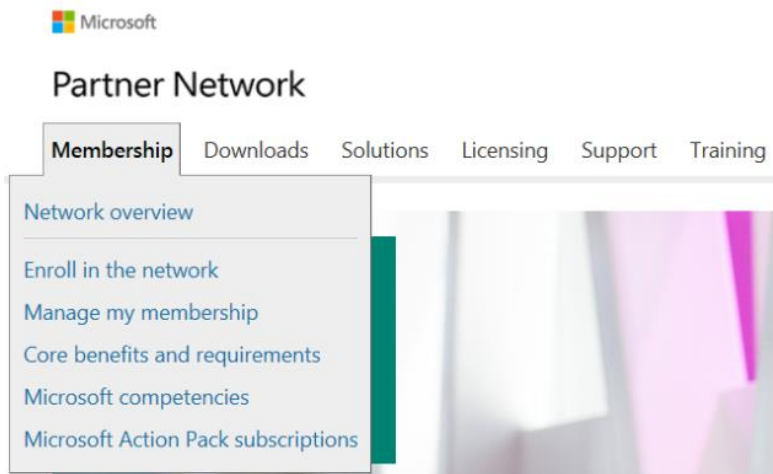 Microsoft
Partner Network
Membership Downloads Solutions Licensing Support Training
Network overview
Enroll in the network
Manage my membership
Core benefits and requirements
Microsoft competencies
Microsoft Action Pack subscriptions